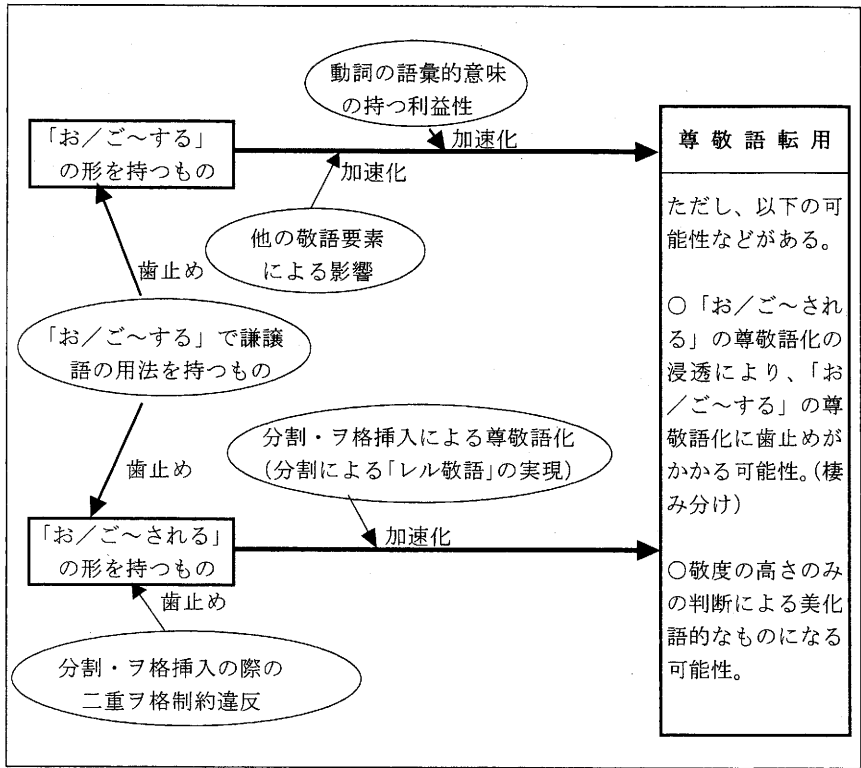 動詞の語彙的意味
の持つ利益性
加速化
「お／ご～する」
の形を持つもの
加速化
他の敬語要素
による影響
歯止め
「お／ご～する」で謙譲
語の用法を持つもの
歯止め
分割・ヲ格挿入による尊敬語化
(分割による「レル敬語」の実現)
加速化
「お／ご～される」
の形を持つもの
歯止め
分割・ヲ格挿入の際の
二重ヲ格制約違反
尊敬語転用
ただし、以下の可
能性などがある。
○「お／ご～され
る」の尊敬語化の
浸透により、「お
／ご～する」の尊
敬語化に歯止めが
かかる可能性。(棲
み分け)
○敬度の高さのみ
の判断による美化
語的なものになる
可能性。